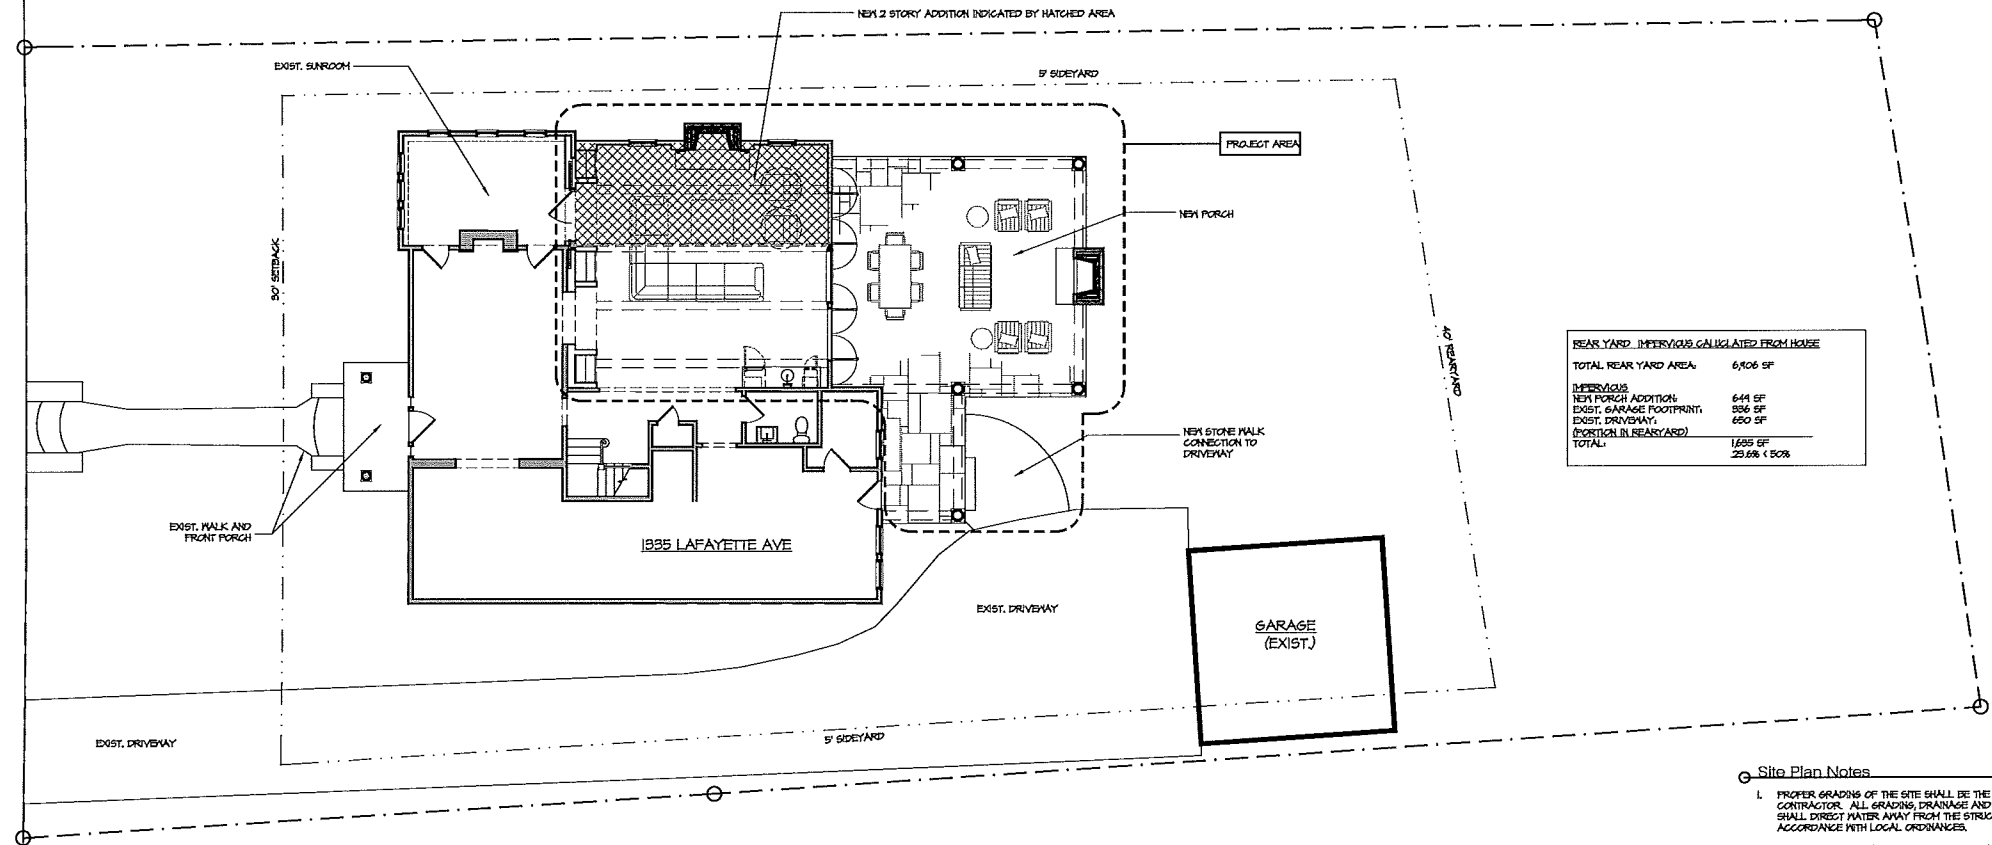 NEW 2 STORY ADDITION INDICATED BY HATCHED AREA
EXIST. SUNROOM
5' SIDEYARD
PROJECT AREA
NEW PORCH
30' SETBACK
40' REARYARD
REAR YARD IMPERVIOUS CALULATED FROM HOUSE
TOTAL REAR YARD AREA: 6,906 SF
IMPERVIOUS
NEW PORCH ADDITION: 644 SF
EXIST. GARAGE FOOTPRINT: 336 SF
EXIST. DRIVEWAY: 650 SF
(PORTION IN REARYARD)
TOTAL: 1,635 SF
23.6% < 50%
NEW STONE WALK
CONNECTION TO
DRIVEWAY
EXIST. WALK AND
FRONT PORCH
1335 LAFAYETTE AVE
EXIST. DRIVEWAY
GARAGE
(EXIST.)
EXIST. DRIVEWAY
5' SIDEYARD
Site Plan Notes
1. PROPER GRADING OF THE SITE SHALL BE THE
CONTRACTOR. ALL GRADING, DRAINAGE AND
SHALL DIRECT WATER AWAY FROM THE STRUC
ACCORDANCE WITH LOCAL ORDINANCES.